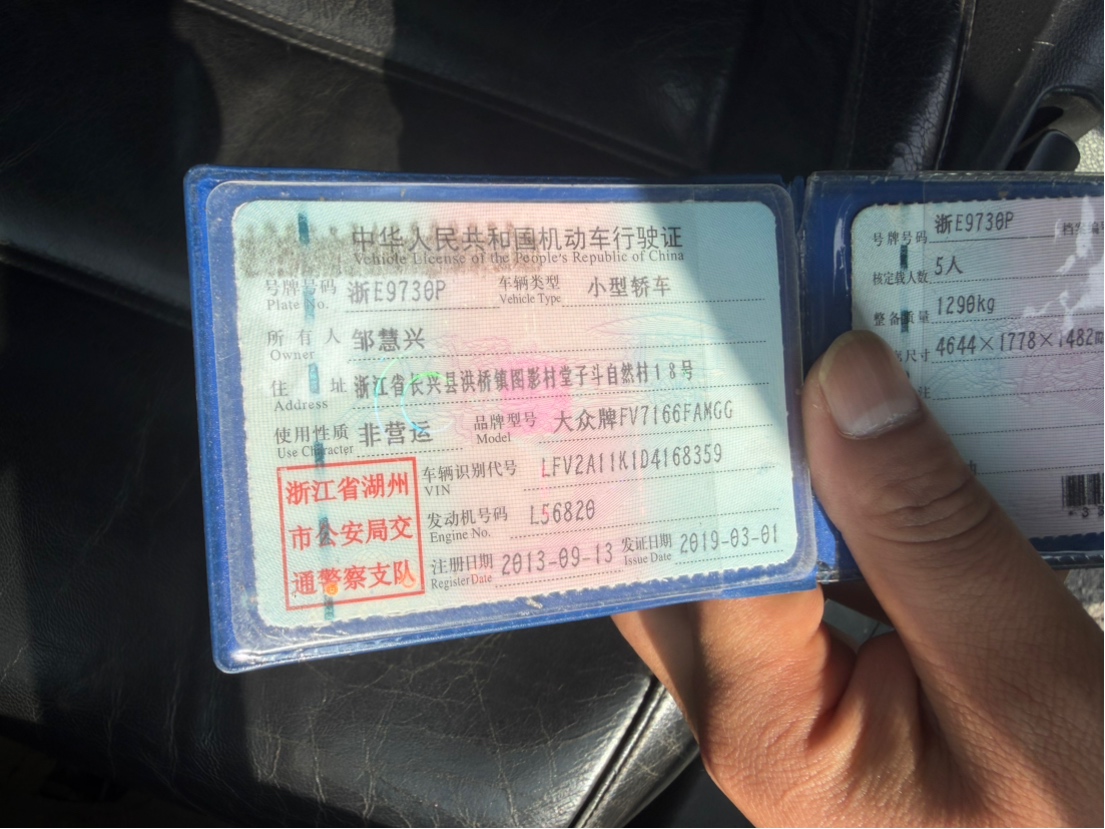 中华人民共和国机动车行驶证
Vehicle License of the People's Republic of China
号牌号码 浙E9730P 车辆类型 小型轿车
Plate No. Vehicle Type
所有人 邹慧兴
Owner
住址 浙江省长兴县洪桥镇图影村堂子斗自然村18号
Address
使用性质 非营运 品牌型号 大众牌FV7166FAMGG
Use Character Model
浙江省湖州
市公安局交
通警察支队
车辆识别代号 LFV2A11K1D4168359
VIN
发动机号码 L56820
Engine No.
注册日期 2013-09-13 发证日期 2019-03-01
Register Date Issue Date
号牌号码 浙E9730P
核定载人数 5人
整备质量 1290kg
尺寸 4644×1778×1482